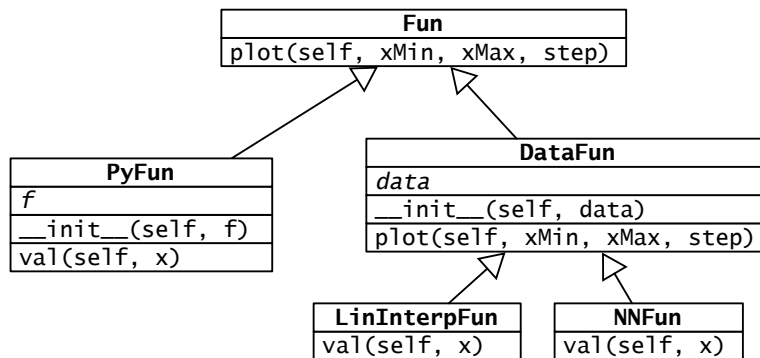 Fun
plot(self, xMin, xMax, step)
PyFun
f
__init__(self, f)
val(self, x)
DataFun
data
__init__(self, data)
plot(self, xMin, xMax, step)
LinInterpFun
val(self, x)
NNFun
val(self, x)